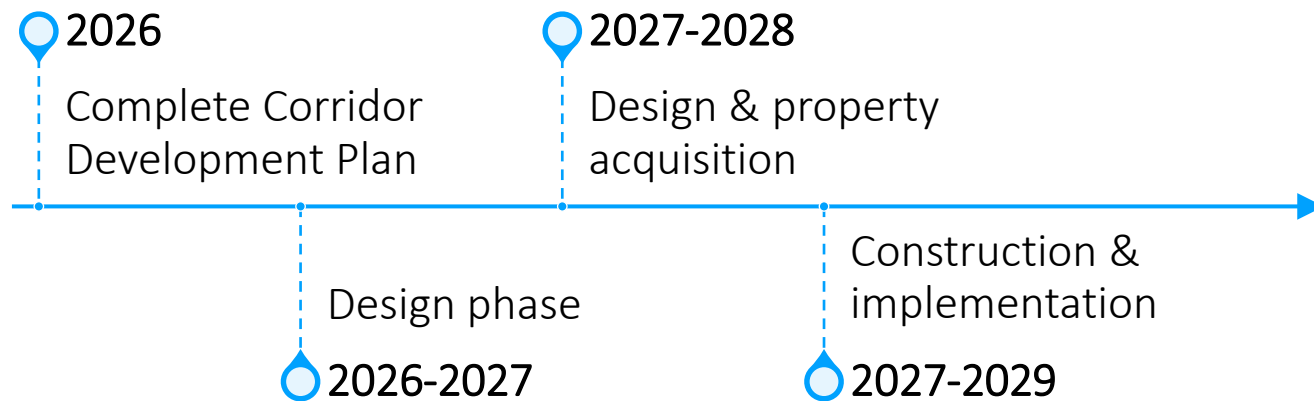 2026
Complete Corridor
Development Plan
Design phase
2026-2027
2027-2028
Design & property
acquisition
Construction &
implementation
2027-2029